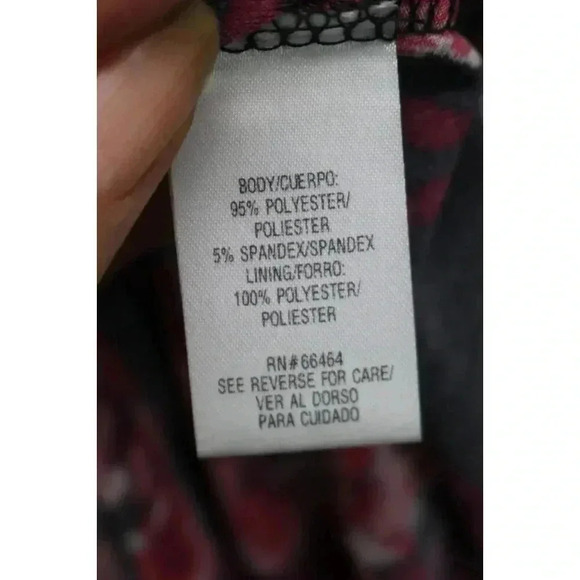 BODY/CUERPO:
95% POLYESTER/
POLIESTER
5% SPANDEX/SPANDEX
LINING/FORRO:
100% POLYESTER/
POLIESTER
RN#66464
SEE REVERSE FOR CARE/
VER AL DORSO
PARA CUIDADO